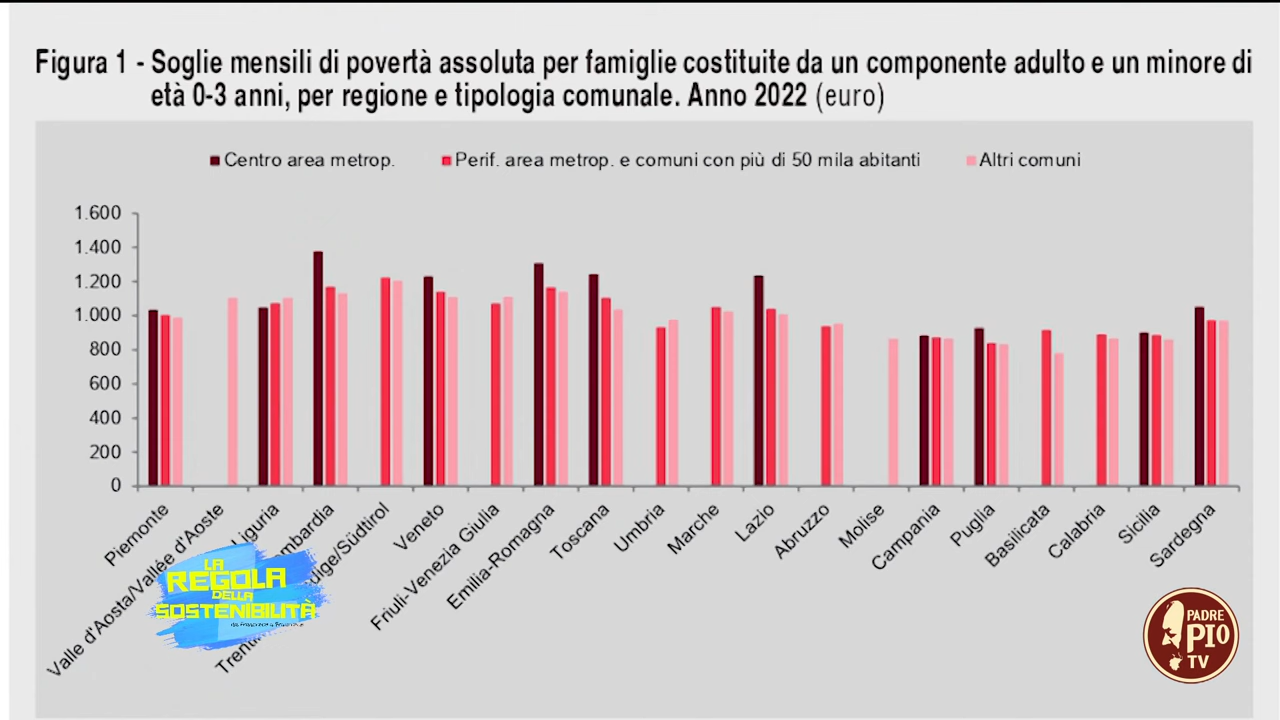 Figura 1 - Soglie mensili di povertà assoluta per famiglie costituite da un componente adulto e un minore di
età 0-3 anni, per regione e tipologia comunale. Anno 2022 (euro)
Centro area metrop. Perif. area metrop. e comuni con più di 50 mila abitanti Altri comuni
1.600
1.400
1.200
1.000
800
600
400
200
0
Piemonte
Valle d'Aosta/Vallée d'Aoste
Liguria
mbardia
Trenti
dige/Südtirol
Veneto
Friuli-Venezia Giulia
Emilia-Romagna
Toscana
Umbria
Marche
Lazio
Abruzzo
Molise
Campania
Puglia
Basilicata
Calabria
Sicilia
Sardegna
LA
REGOLA
DELLA
SOSTENIBILITÀ
PADRE
PIO
TV